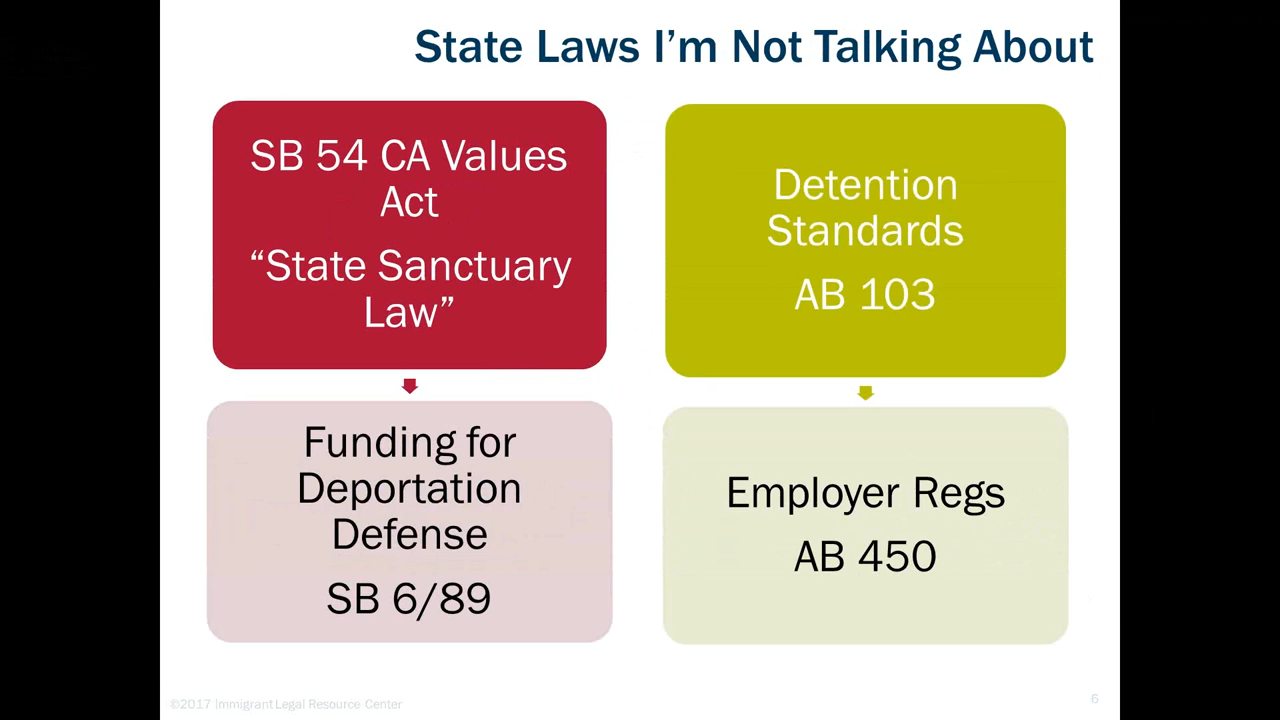 State Laws I’m Not Talking About
SB 54 CA Values
Act
“State Sanctuary
Law”
Funding for
Deportation
Defense
SB 6/89
Detention
Standards
AB 103
Employer Regs
AB 450
©2017 Immigrant Legal Resource Center
6